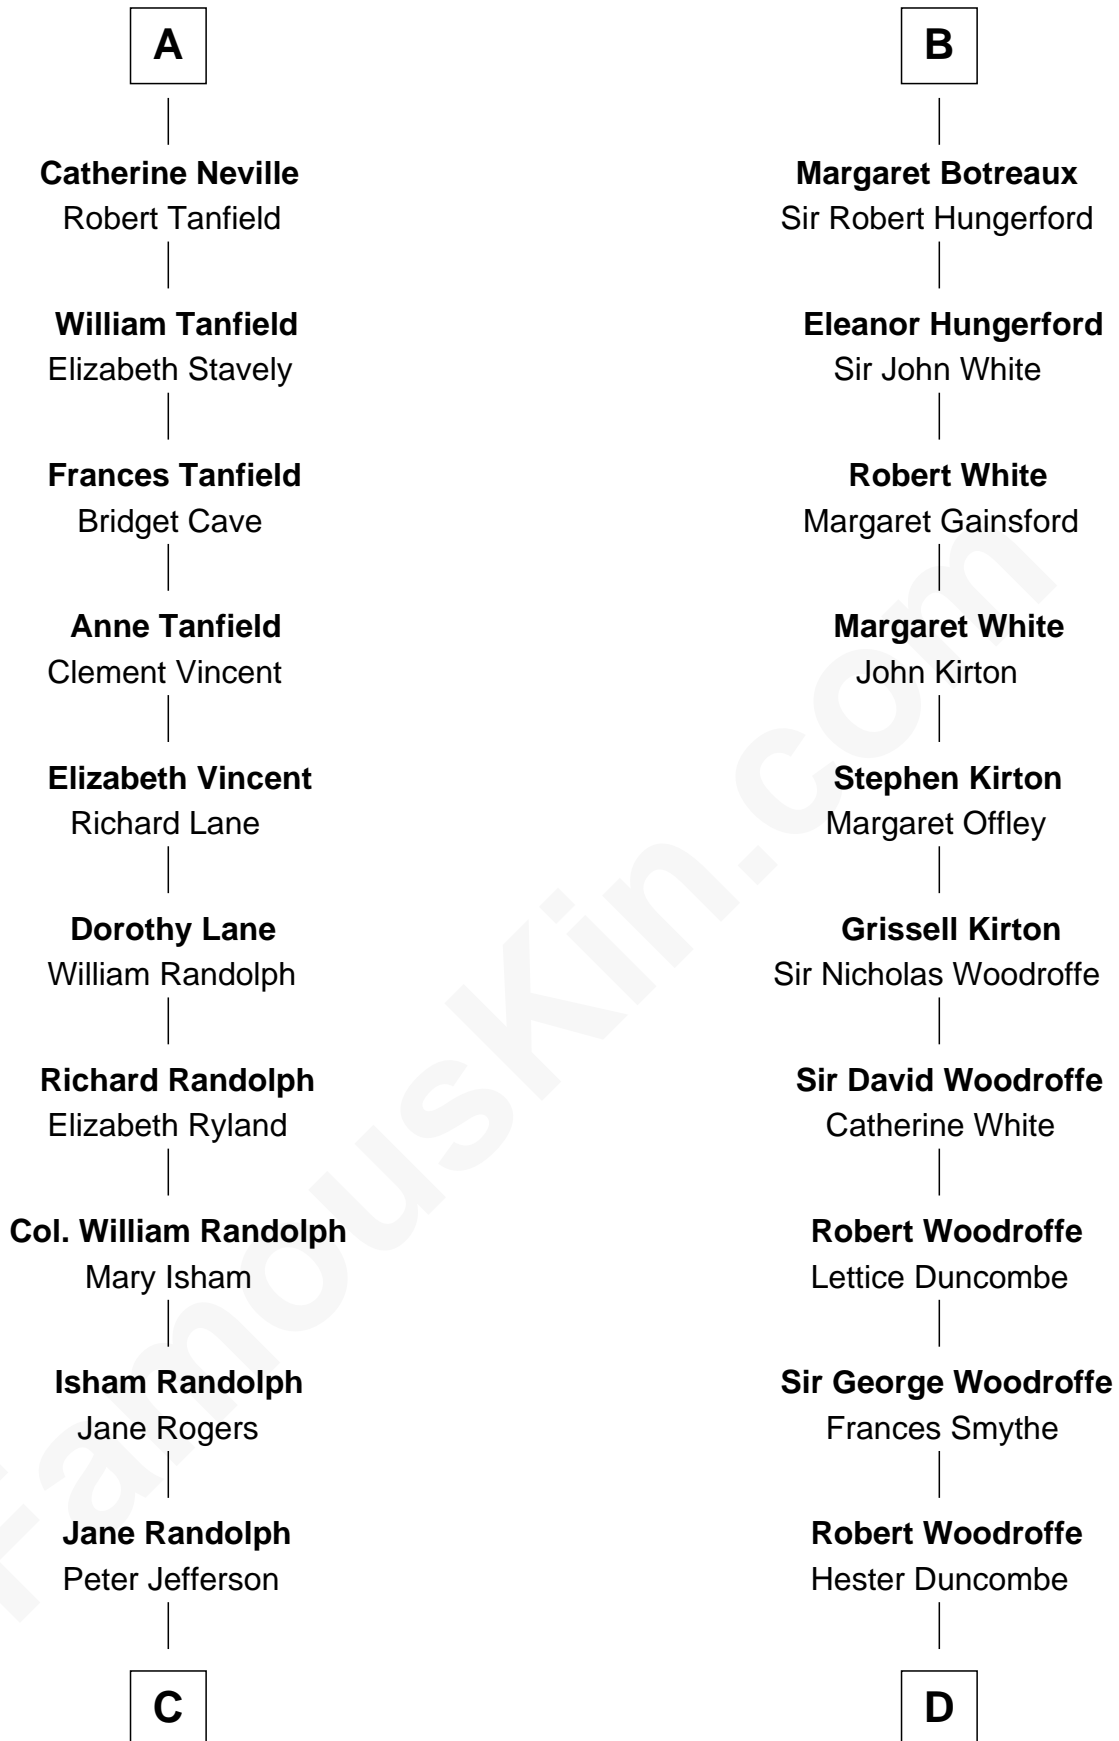 A
Catherine Neville
Robert Tanfield
William Tanfield
Elizabeth Stavely
Frances Tanfield
Bridget Cave
Anne Tanfield
Clement Vincent
Elizabeth Vincent
Richard Lane
Dorothy Lane
William Randolph
Richard Randolph
Elizabeth Ryland
Col. William Randolph
Mary Isham
Isham Randolph
Jane Rogers
Jane Randolph
Peter Jefferson
C
B
Margaret Botreaux
Sir Robert Hungerford
Eleanor Hungerford
Sir John White
Robert White
Margaret Gainsford
Margaret White
John Kirton
Stephen Kirton
Margaret Offley
Grissell Kirton
Sir Nicholas Woodroffe
Sir David Woodroffe
Catherine White
Robert Woodroffe
Lettice Duncombe
Sir George Woodroffe
Frances Smythe
Robert Woodroffe
Hester Duncombe
D
FamousKin.com